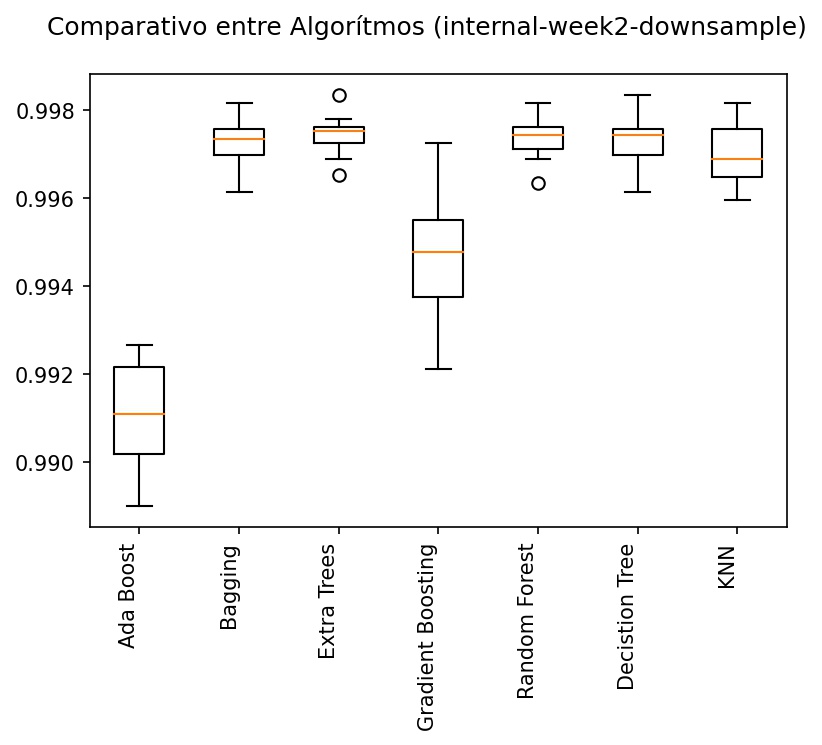 Comparativo entre Algorítmos (internal-week2-downsample)
0.998
0.996
0.994
0.992
0.990
Ada Boost
Bagging
Extra Trees
Gradient Boosting
Random Forest
Decistion Tree
KNN